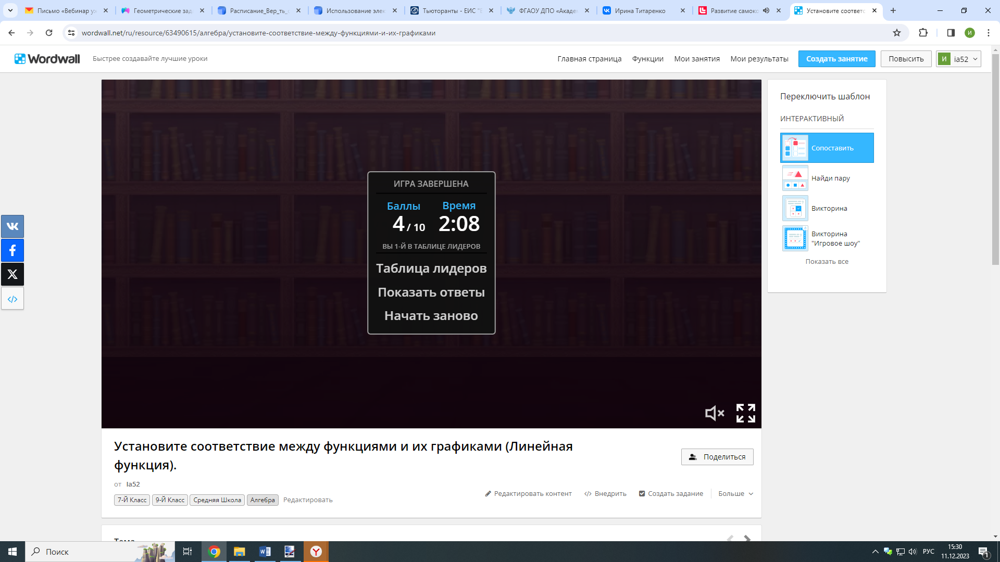 Письмо «Вебинар у
Геометрические зад
Расписание_Вер_ть_
Использование элек
Тьюторанты - ЕИС "
ФГАОУ ДПО «Акаде
Ирина Титаренко
Развитие самок
Установите соответс
wordwall.net/ru/resource/63490615/алгебра/установите-соответствие-между-функциями-и-их-графиками
И
Wordwall
Быстрее создавайте лучшие уроки
Главная страница
Функции
Мои занятия
Мои результаты
Создать занятие
Повысить
И ia52
Переключить шаблон
ИНТЕРАКТИВНЫЙ
Сопоставить
Найди пару
Викторина
Викторина
"Игровое шоу"
Показать все
ИГРА ЗАВЕРШЕНА
Баллы Время
4 / 10 2:08
ВЫ 1-Й В ТАБЛИЦЕ ЛИДЕРОВ
Таблица лидеров
Показать ответы
Начать заново
Установите соответствие между функциями и их графиками (Линейная
функция).
Поделиться
от Ia52
7-Й Класс 9-Й Класс Средняя Школа Алгебра Редактировать
Редактировать контент Внедрить Создать задание Больше
Тема
Поиск
РУС
15:30
11.12.2023
1